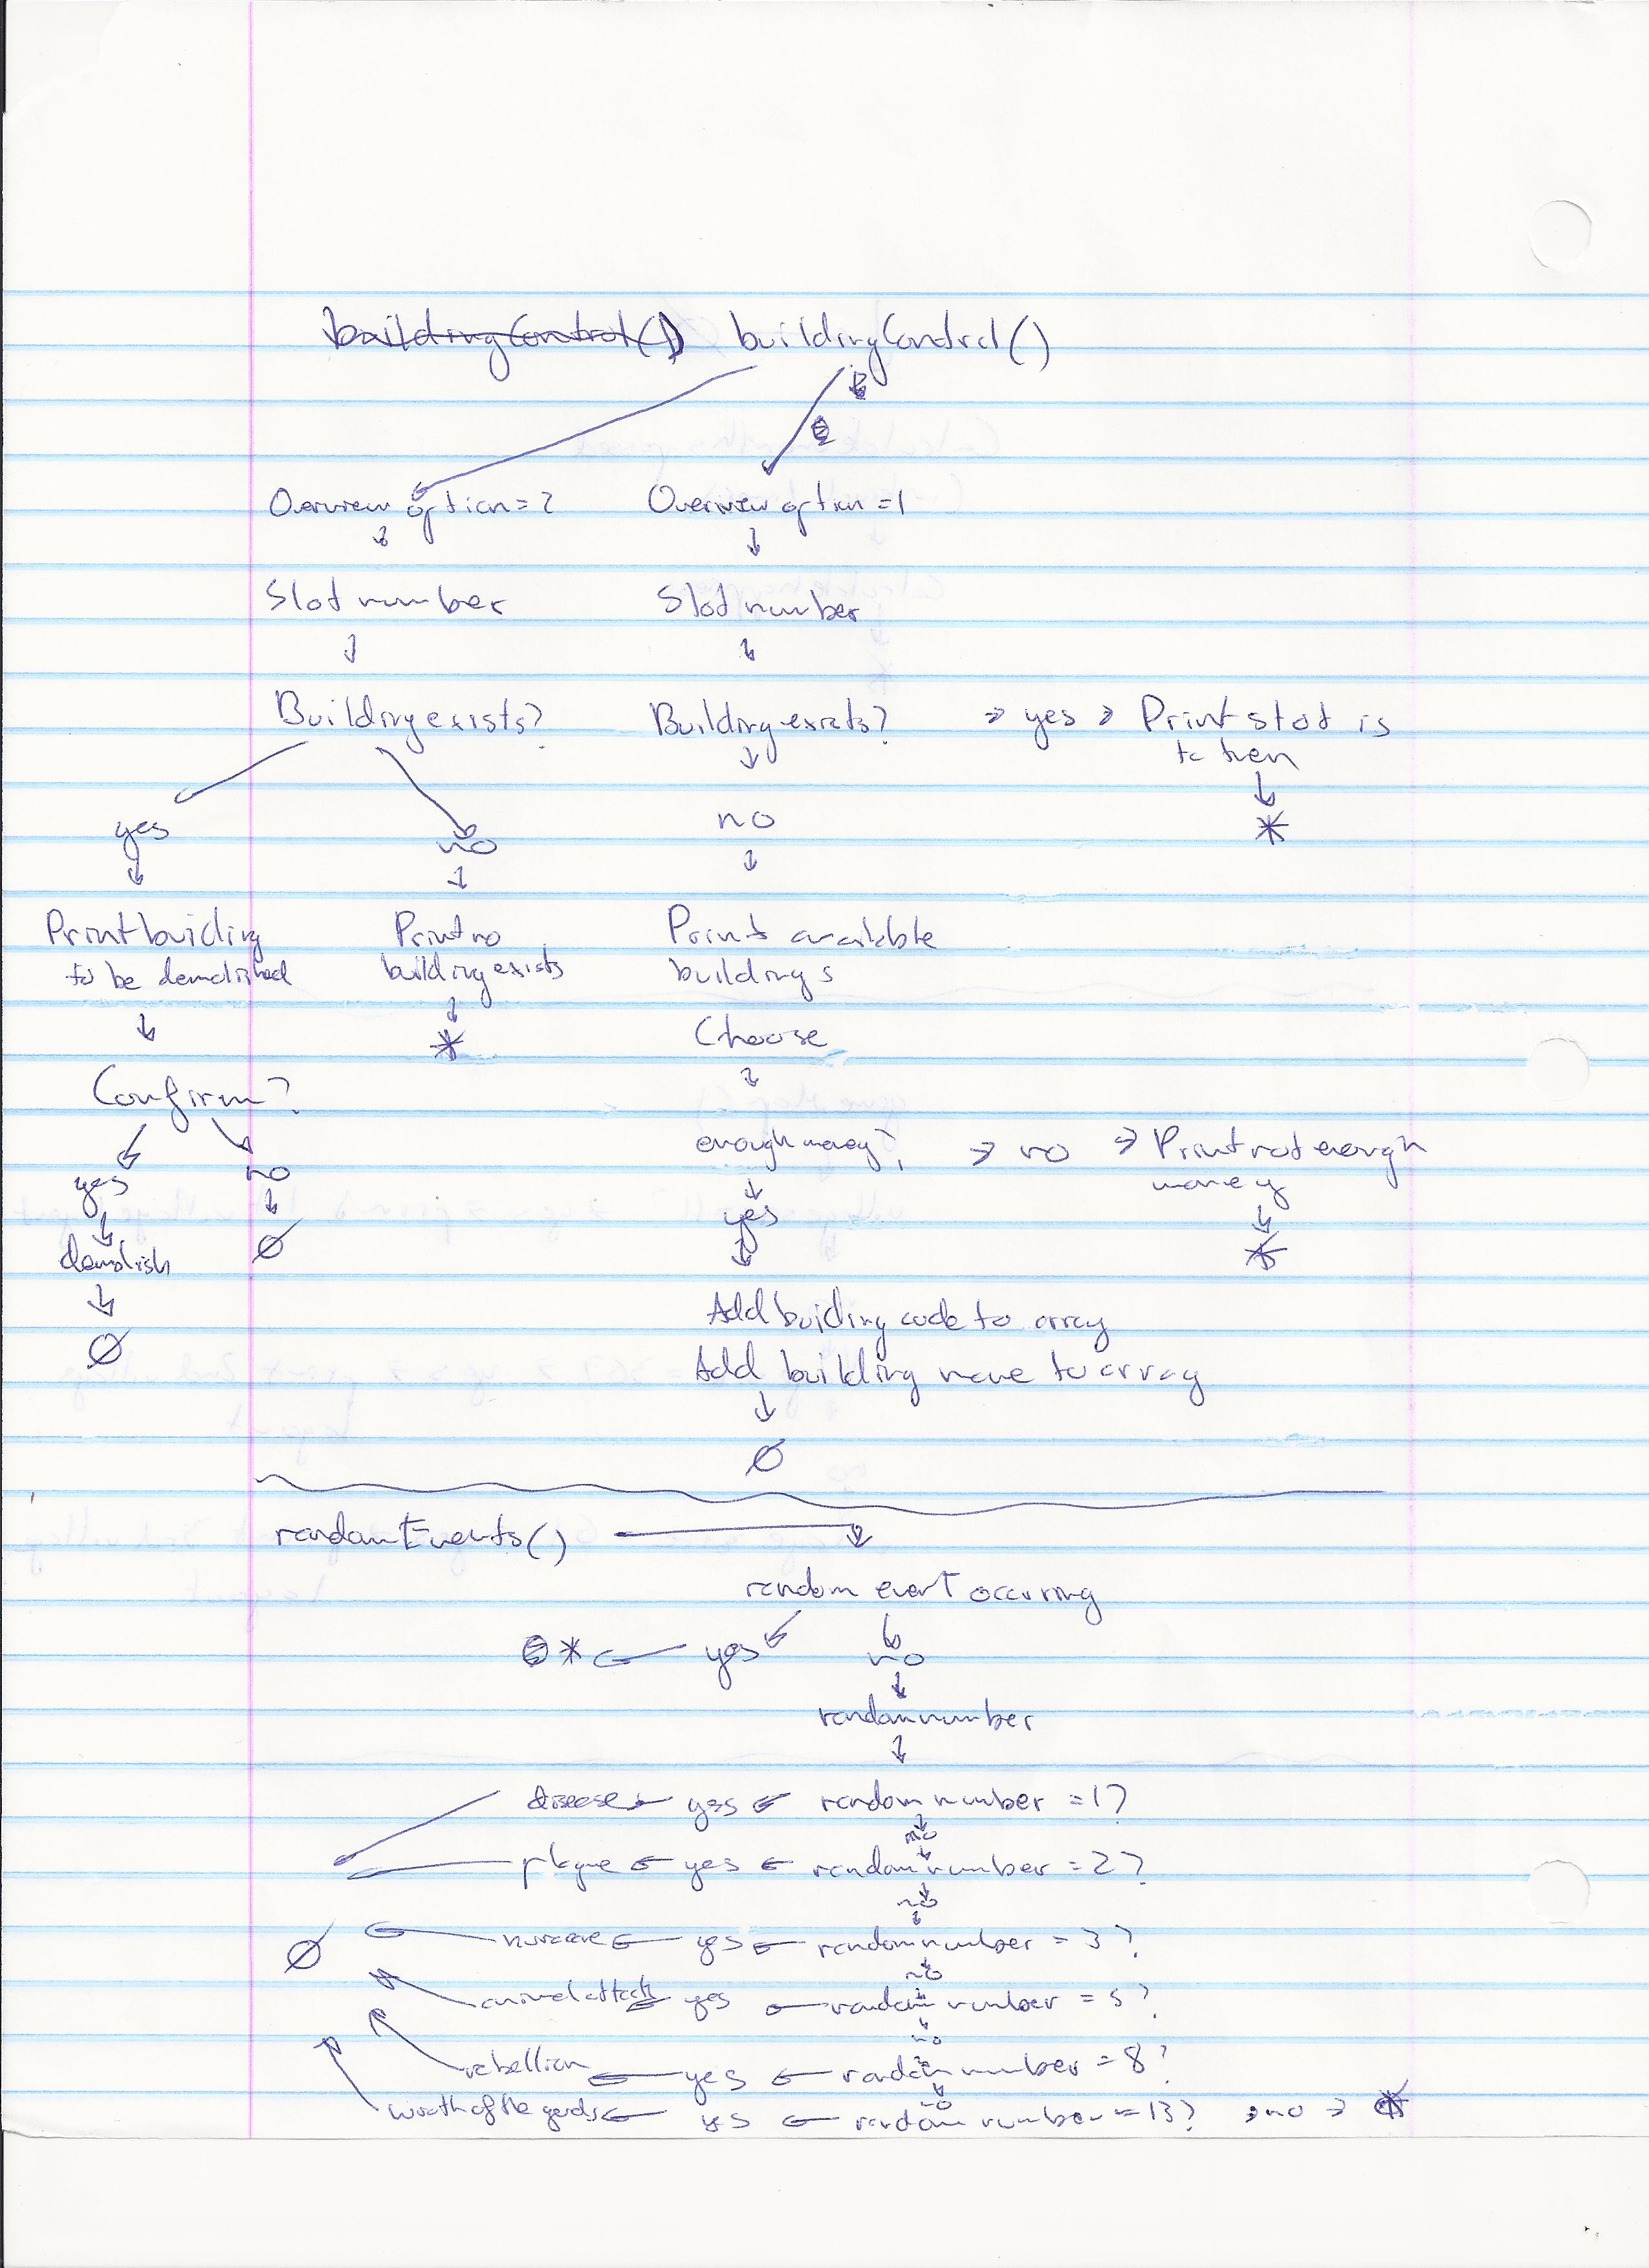 buildingControl() buildingControl()
Overview option = 2 Overview option = 1
Slot number Slot number
Building exists? Building exists? → yes → Print slot is
taken
*
yes no no
Print building Print no Prints available
to be demolished building exists buildings
* Choose
Confirm?
enough money? → no → Print not enough
money
*
yes no yes
demolish Ø
Ø
Add building code to array
Add building name to array
Ø
randomEvents()
random event occurring
* yes no
random number
disease yes random number = 1?
no
plague yes random number = 2?
no
Ø hurricane yes random number = 3?
no
animal attack yes random number = 5?
no
rebellion yes random number = 8?
no
wrath of the gods yes random number = 13? → no → *